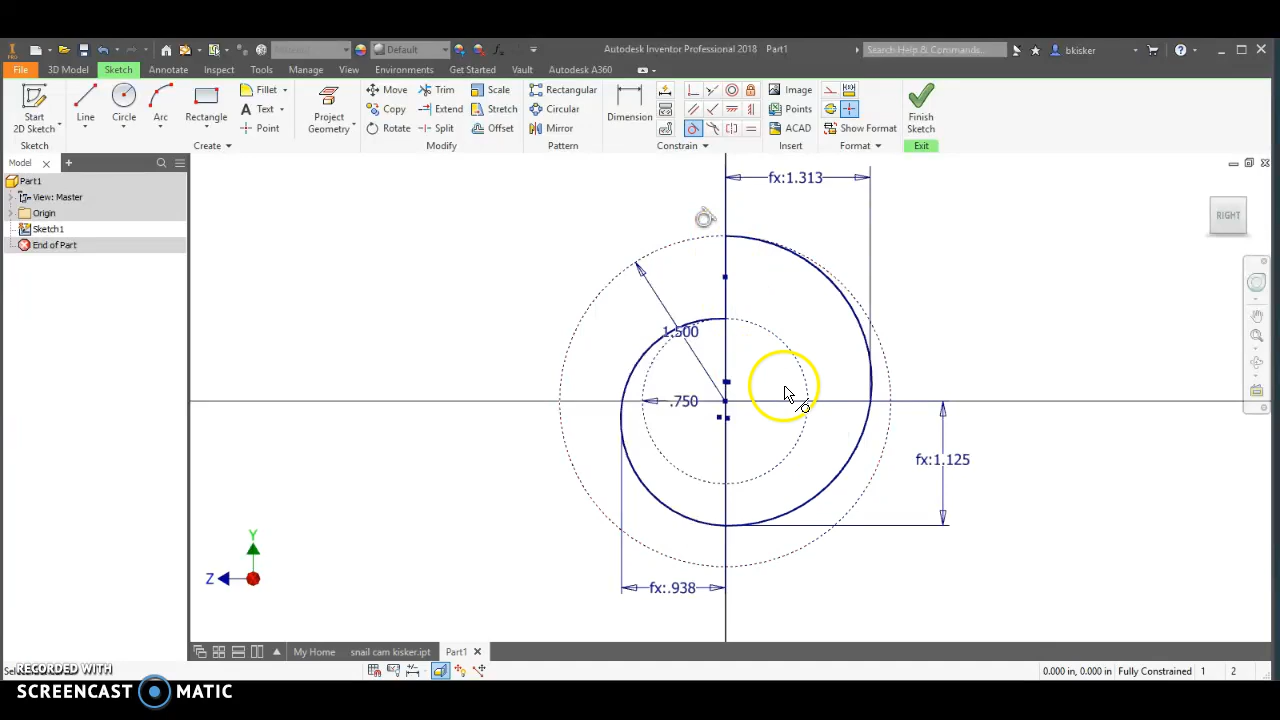 Autodesk Inventor Professional 2018 Part1
Default
Search Help & Commands...
bkisker
File 3D Model Sketch Annotate Inspect Tools Manage View Environments Get Started Vault Autodesk A360
Start
2D Sketch
Line
Circle
Arc
Rectangle
Fillet
Text
Point
Project
Geometry
Move Trim Scale
Copy Extend Stretch
Rotate Split Offset
Rectangular
Circular
Mirror
Dimension
Image
Points
ACAD
Show Format
Finish
Sketch
Sketch Create Modify Pattern Constrain Insert Format Exit
Model
Part1
View: Master
Origin
Sketch1
End of Part
fx:1.313
RIGHT
1.500
.750
fx:1.125
fx:.938
Y
Z
My Home snail cam kisker.ipt Part1
0.000 in, 0.000 in Fully Constrained 1 2
RECORDED WITH
SCREENCAST MATIC